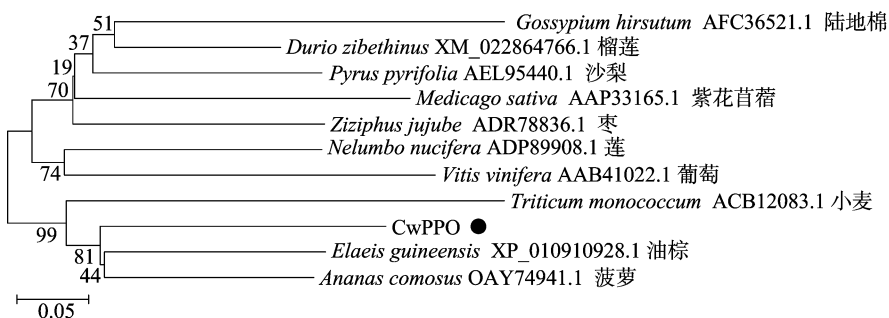 51
Gossypium hirsutum AFC36521.1 陆地棉
37
Durio zibethinus XM_022864766.1 榴莲
19
Pyrus pyrifolia AEL95440.1 沙梨
70
Medicago sativa AAP33165.1 紫花苜蓿
Ziziphus jujube ADR78836.1 枣
Nelumbo nucifera ADP89908.1 莲
74
Vitis vinifera AAB41022.1 葡萄
Triticum monococcum ACB12083.1 小麦
99
CwPPO
81
Elaeis guineensis XP_010910928.1 油棕
44
Ananas comosus OAY74941.1 菠萝
0.05